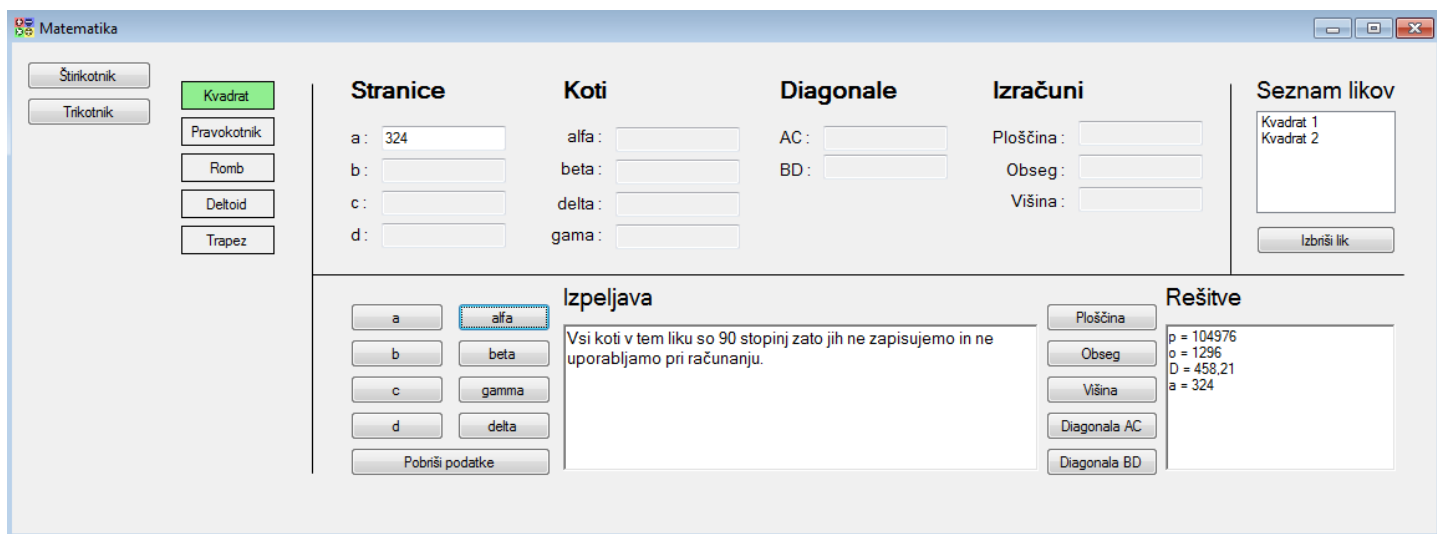 Matematika
Štirikotnik
Trikotnik
Kvadrat
Pravokotnik
Romb
Deltoid
Trapez
Stranice
a : 324
b :
c :
d :
Koti
alfa :
beta :
delta :
gama :
Diagonale
AC :
BD :
Izračuni
Ploščina :
Obseg :
Višina :
Seznam likov
Kvadrat 1
Kvadrat 2
Izbriši lik
a
alfa
b
beta
c
gamma
d
delta
Pobriši podatke
Izpeljava
Vsi koti v tem liku so 90 stopinj zato jih ne zapisujemo in ne
uporabljamo pri računanju.
Ploščina
Obseg
Višina
Diagonala AC
Diagonala BD
Rešitve
p = 104976
o = 1296
D = 458,21
a = 324